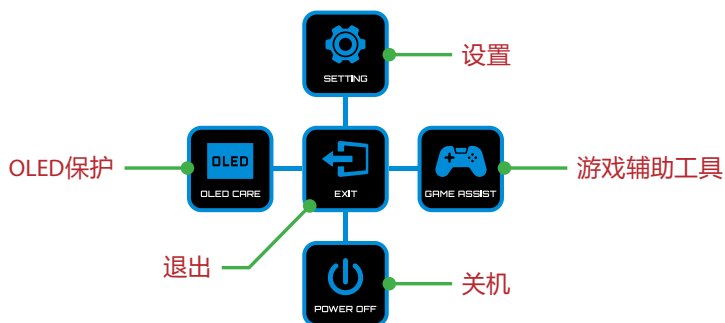 SETTING
设置
OLED保护
OLED
OLED CARE
EXIT
GAME ASSIST
游戏辅助工具
退出
POWER OFF
关机